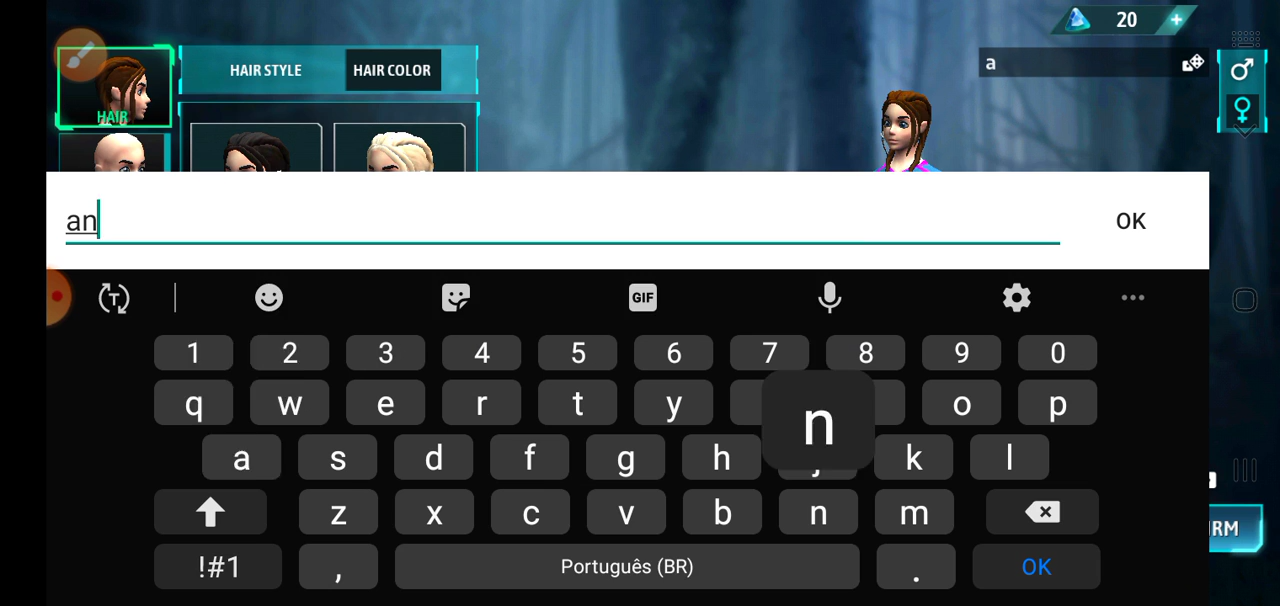 20
HAIR STYLE
HAIR COLOR
a
HAIR
an
OK
GIF
1 2 3 4 5 6 7 8 9 0
q w e r t y o p
n
a s d f g h j k l
z x c v b n m
RM
!#1 , Português (BR) . OK